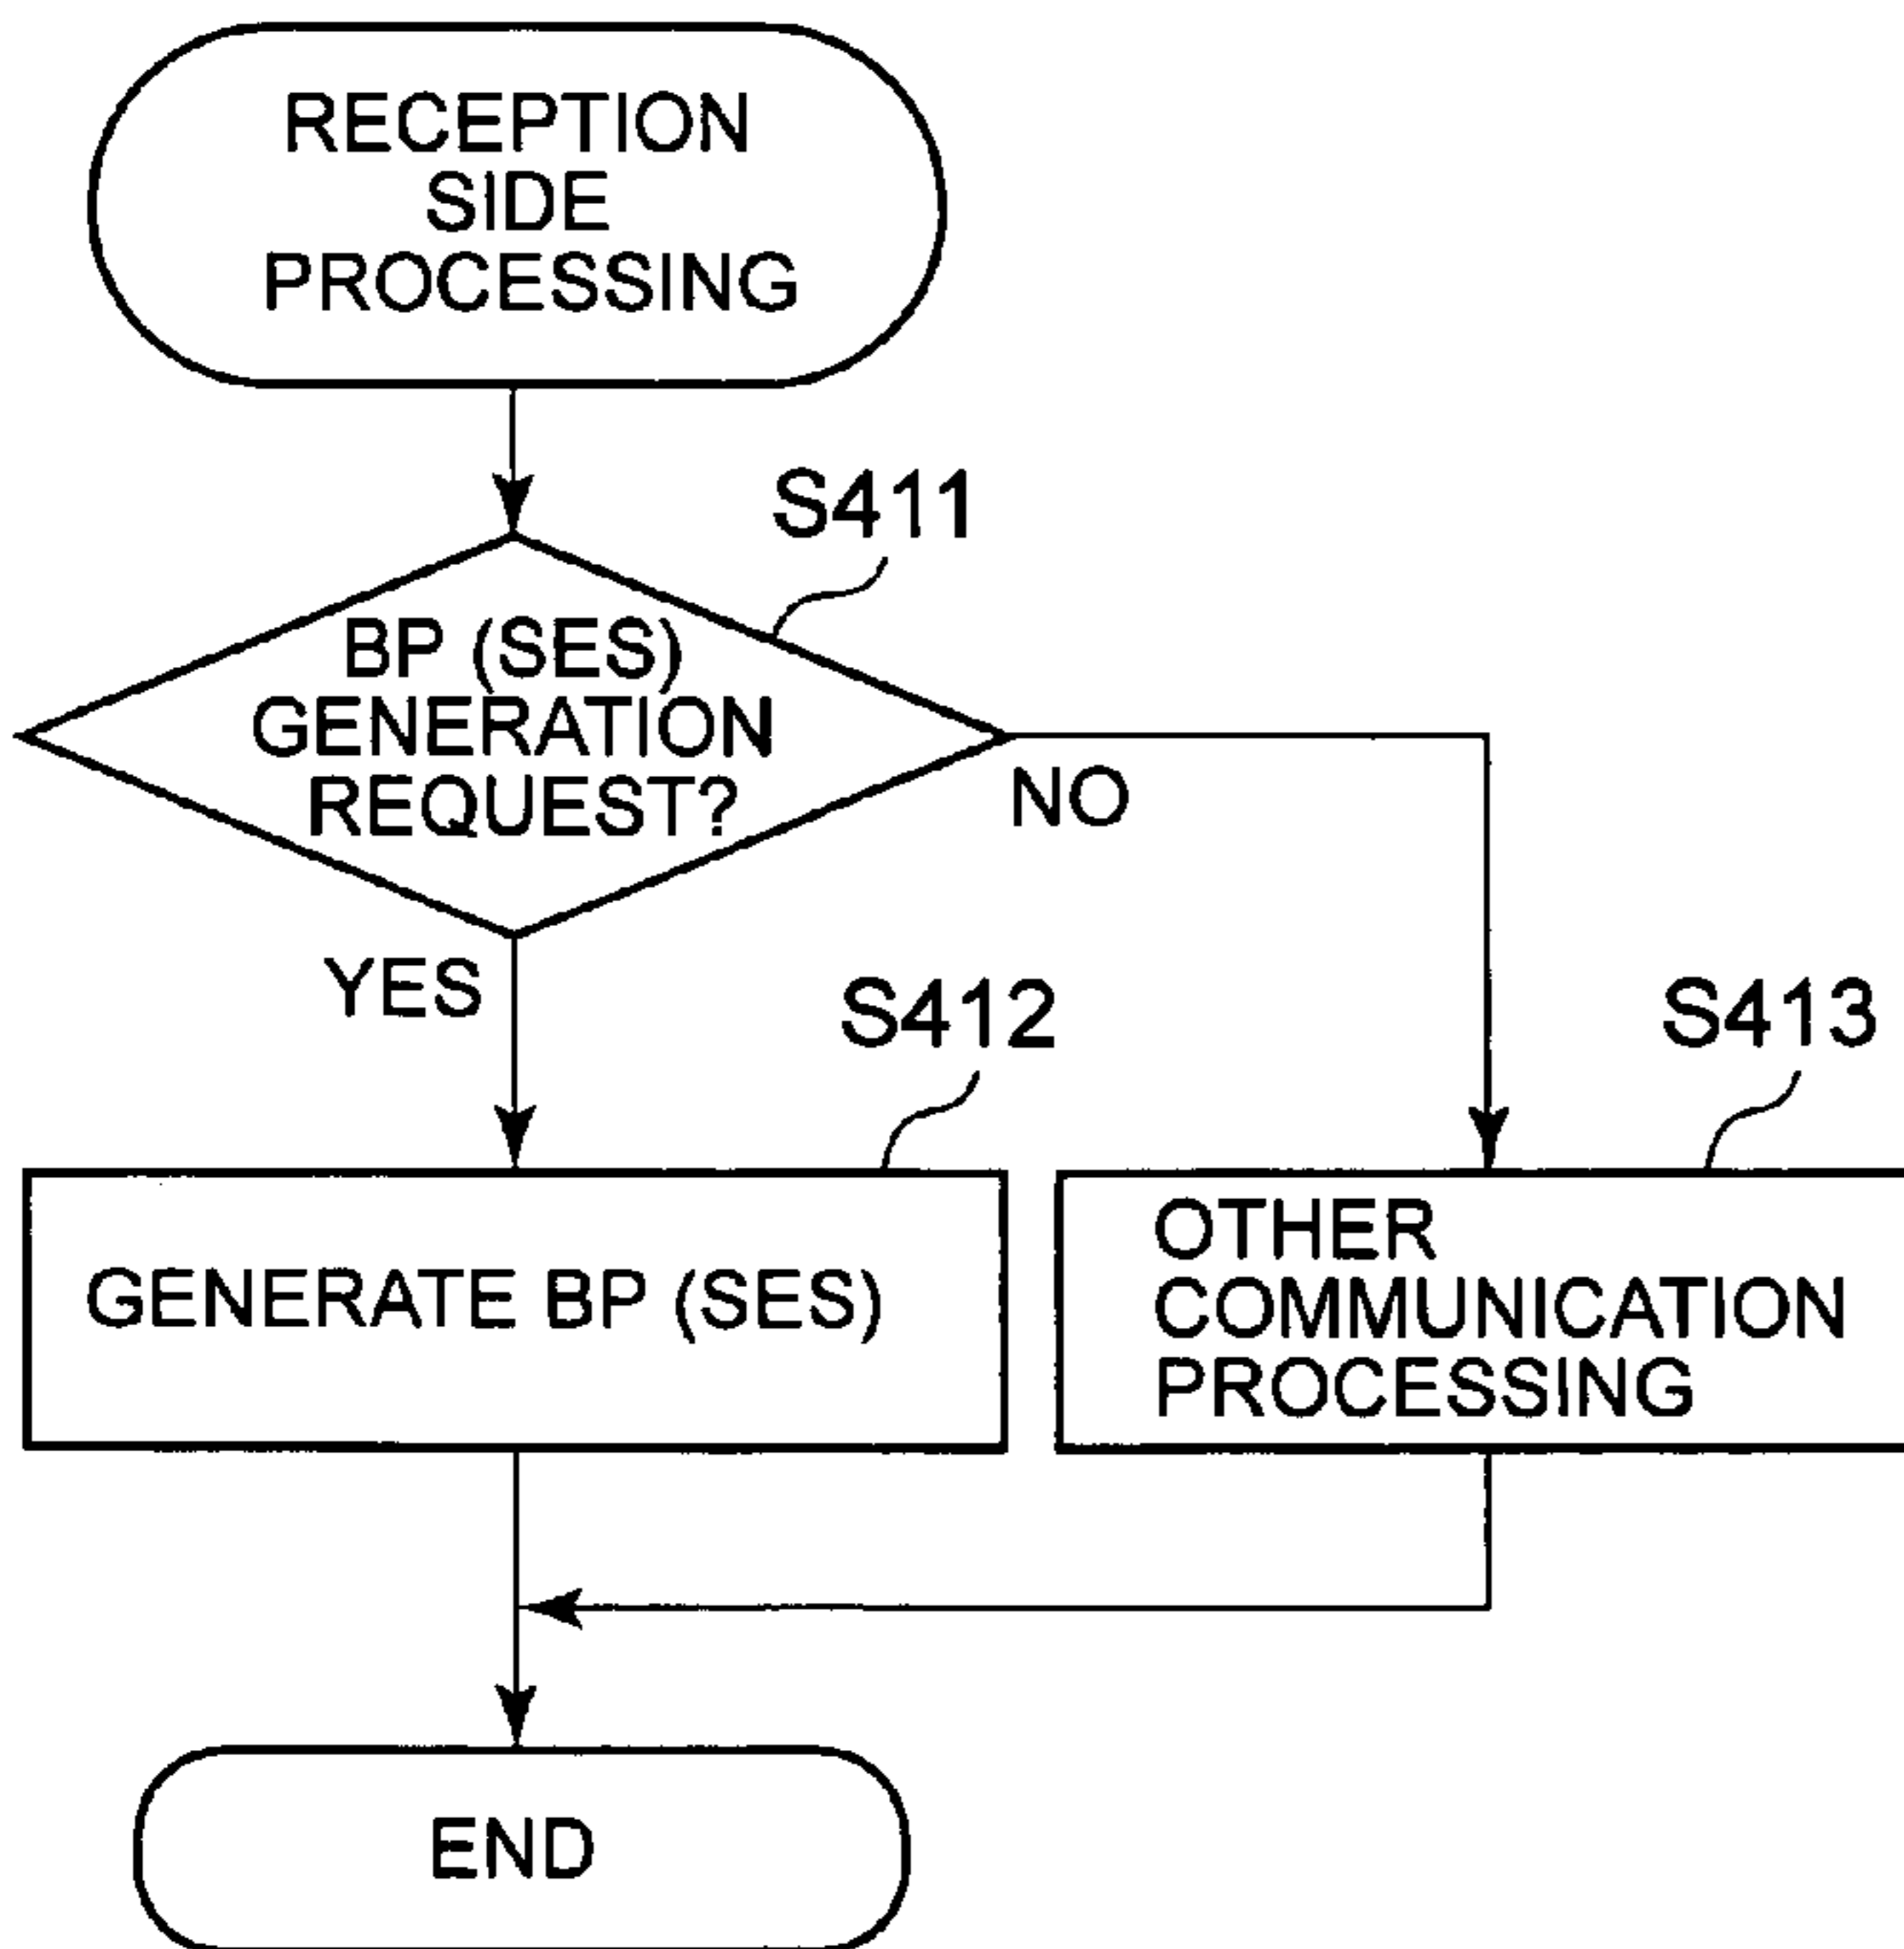 RECEPTION
SIDE
PROCESSING
S411
BP (SES)
GENERATION
REQUEST?
NO
YES
S412
S413
GENERATE BP (SES)
OTHER
COMMUNICATION
PROCESSING
END